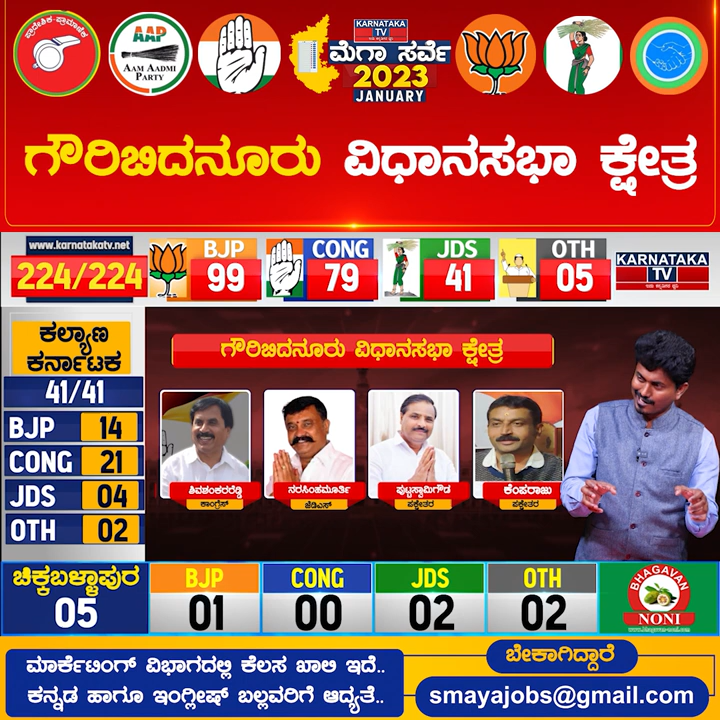 ಪ್ರಾದೇಶಿಕ-ಪ್ರಾಮಾಣಿಕ
AAP
AAM AADMI
PARTY
KARNATAKA
TV
ಮೆಗಾ ಸರ್ವೆ
2023
JANUARY
ಗೌರಿಬಿದನೂರು ವಿಧಾನಸಭಾ ಕ್ಷೇತ್ರ
www.karnatakatv.net
224/224
BJP
99
CONG
79
JDS
41
OTH
05
KARNATAKA
TV
ಕಲ್ಯಾಣ
ಕರ್ನಾಟಕ
41/41
BJP 14
CONG 21
JDS 04
OTH 02
ಗೌರಿಬಿದನೂರು ವಿಧಾನಸಭಾ ಕ್ಷೇತ್ರ
ಶಿವಶಂಕರರೆಡ್ಡಿ
ಕಾಂಗ್ರೆಸ್
ನರಸಿಂಹಮೂರ್ತಿ
ಜೆಡಿಎಸ್
ಪುಟ್ಟಸ್ವಾಮಿಗೌಡ
ಪಕ್ಷೇತರ
ಕೆಂಪರಾಜು
ಪಕ್ಷೇತರ
ಚಿಕ್ಕಬಳ್ಳಾಪುರ
05
BJP
01
CONG
00
JDS
02
OTH
02
BHAGAVAN
NONI
ಮಾರ್ಕೆಟಿಂಗ್ ವಿಭಾಗದಲ್ಲಿ ಕೆಲಸ ಖಾಲಿ ಇದೆ..
ಕನ್ನಡ ಹಾಗೂ ಇಂಗ್ಲೀಷ್ ಬಲ್ಲವರಿಗೆ ಆದ್ಯತೆ..
ಬೇಕಾಗಿದ್ದಾರೆ
smayajobs@gmail.com